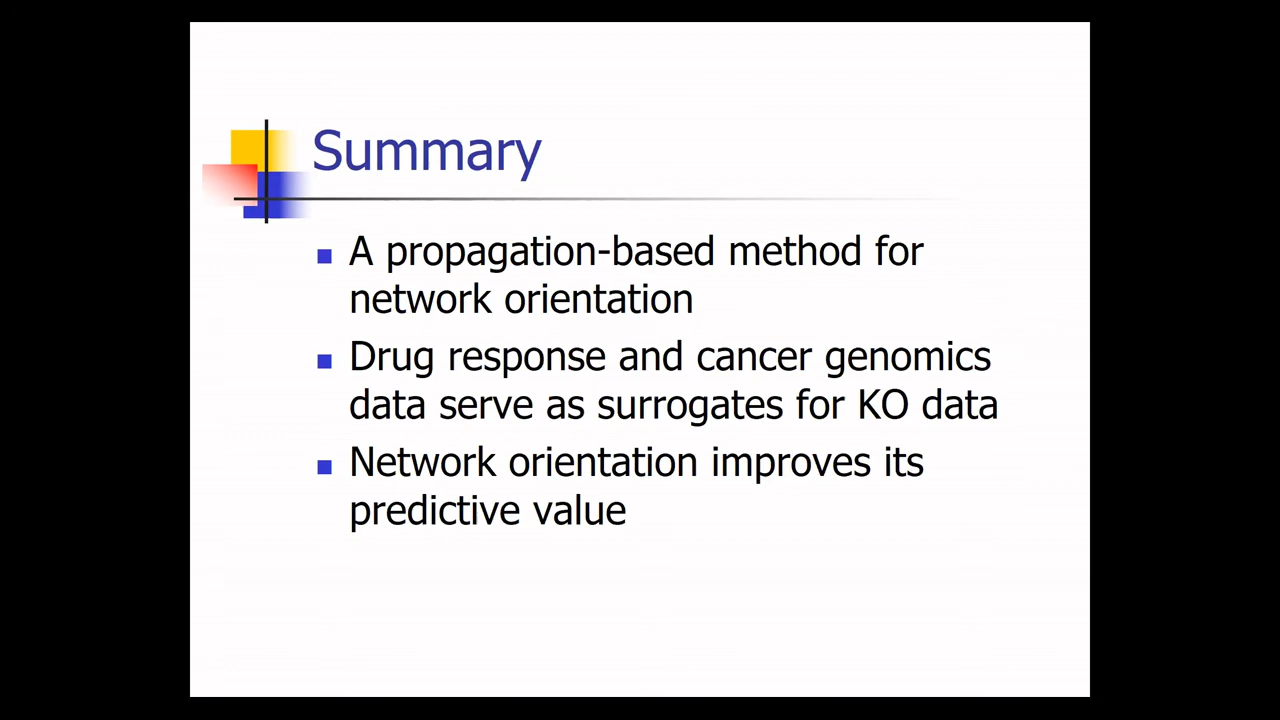 Summary
A propagation-based method for
network orientation
Drug response and cancer genomics
data serve as surrogates for KO data
Network orientation improves its
predictive value